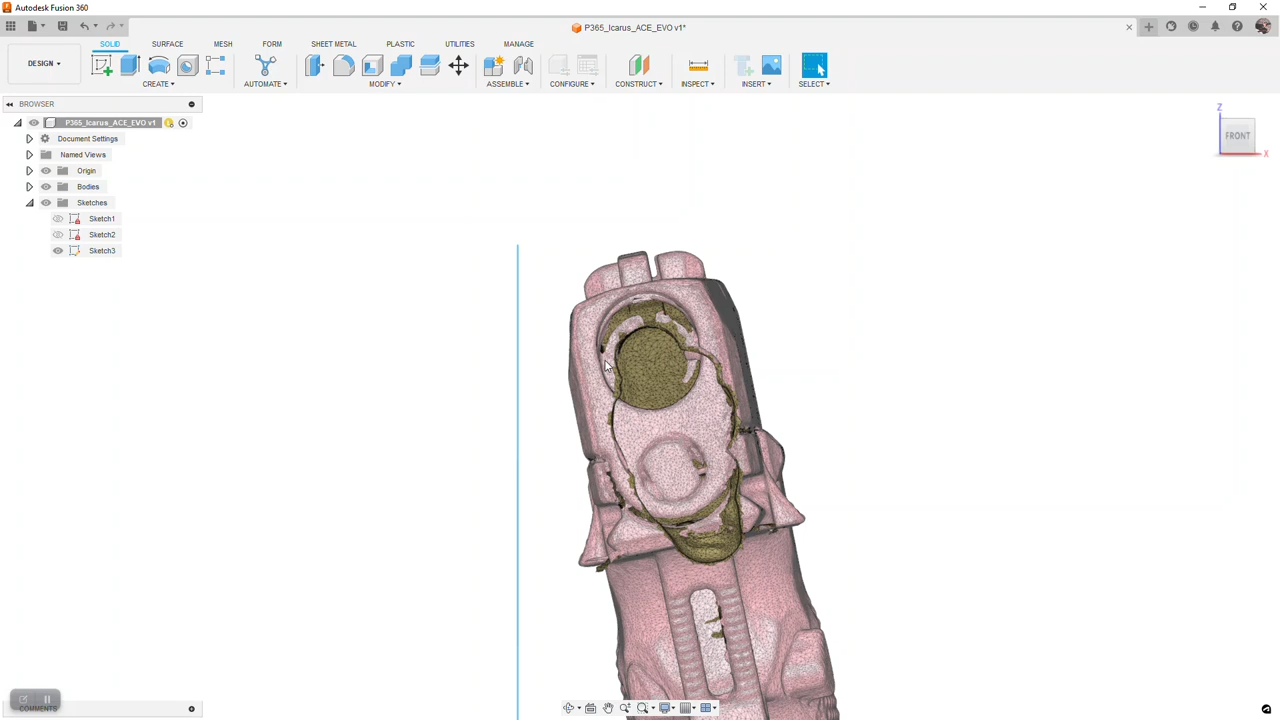 Autodesk Fusion 360
P365_Icarus_ACE_EVO v1*
SOLID SURFACE MESH FORM SHEET METAL PLASTIC UTILITIES MANAGE
DESIGN
CREATE AUTOMATE MODIFY ASSEMBLE CONFIGURE CONSTRUCT INSPECT INSERT SELECT
BROWSER
P365_Icarus_ACE_EVO v1
Document Settings
Named Views
Origin
Bodies
Sketches
Sketch1
Sketch2
Sketch3
Z
FRONT
X
COMMENTS